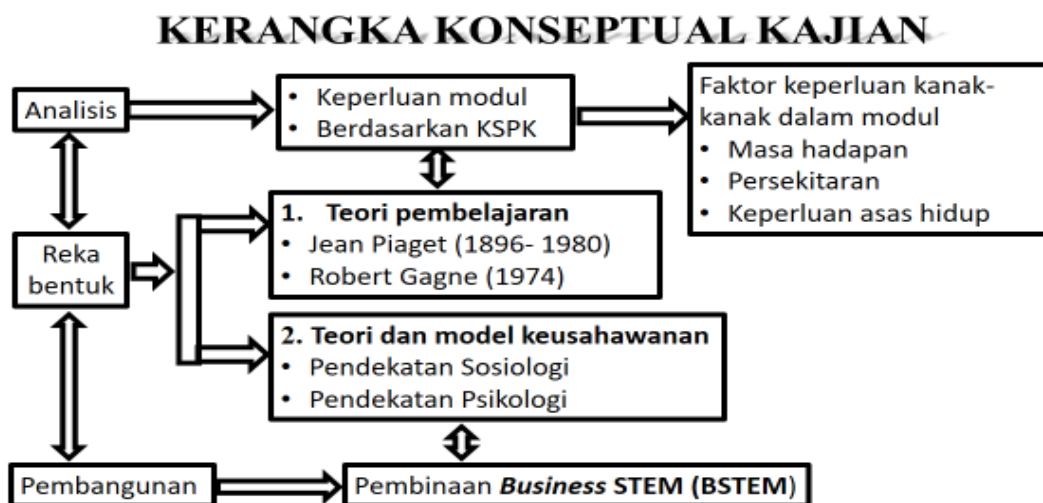 KERANGKA KONSEPTUAL KAJIAN
Analisis
• Keperluan modul
• Berdasarkan KSPK
Faktor keperluan kanak-
kanak dalam modul
• Masa hadapan
• Persekitaran
• Keperluan asas hidup
Reka
bentuk
1. Teori pembelajaran
• Jean Piaget (1896- 1980)
• Robert Gagne (1974)
2. Teori dan model keusahawanan
• Pendekatan Sosiologi
• Pendekatan Psikologi
Pembangunan
Pembinaan Business STEM (BSTEM)